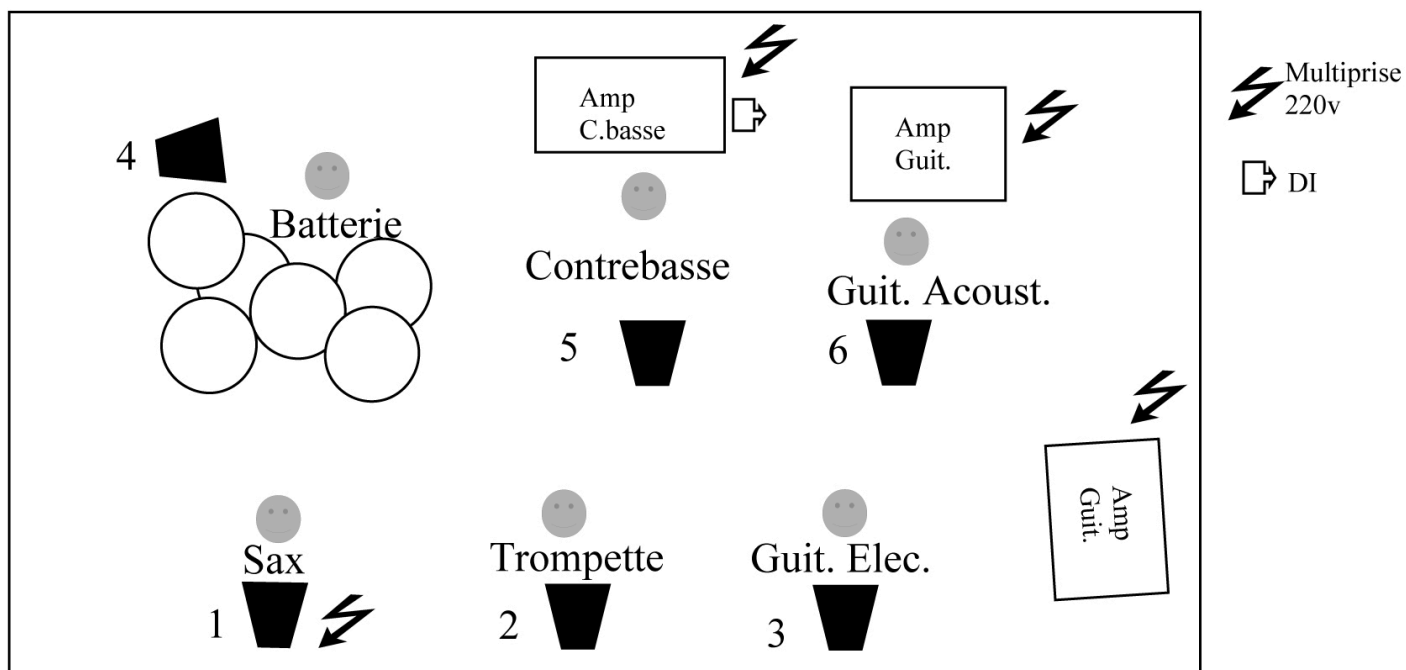 Multiprise
220v
Amp
C.basse
Amp
Guit.
4
DI
Batterie
Contrebasse
Guit. Acoust.
5
6
Amp
Guit.
Sax
Trompette
Guit. Elec.
1
2
3